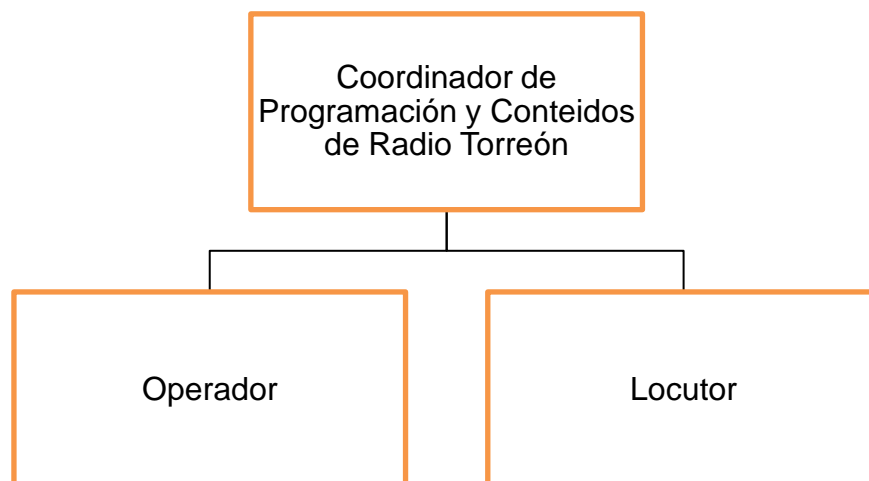 Coordinador de
Programación y Conteidos
de Radio Torreón
Operador
Locutor